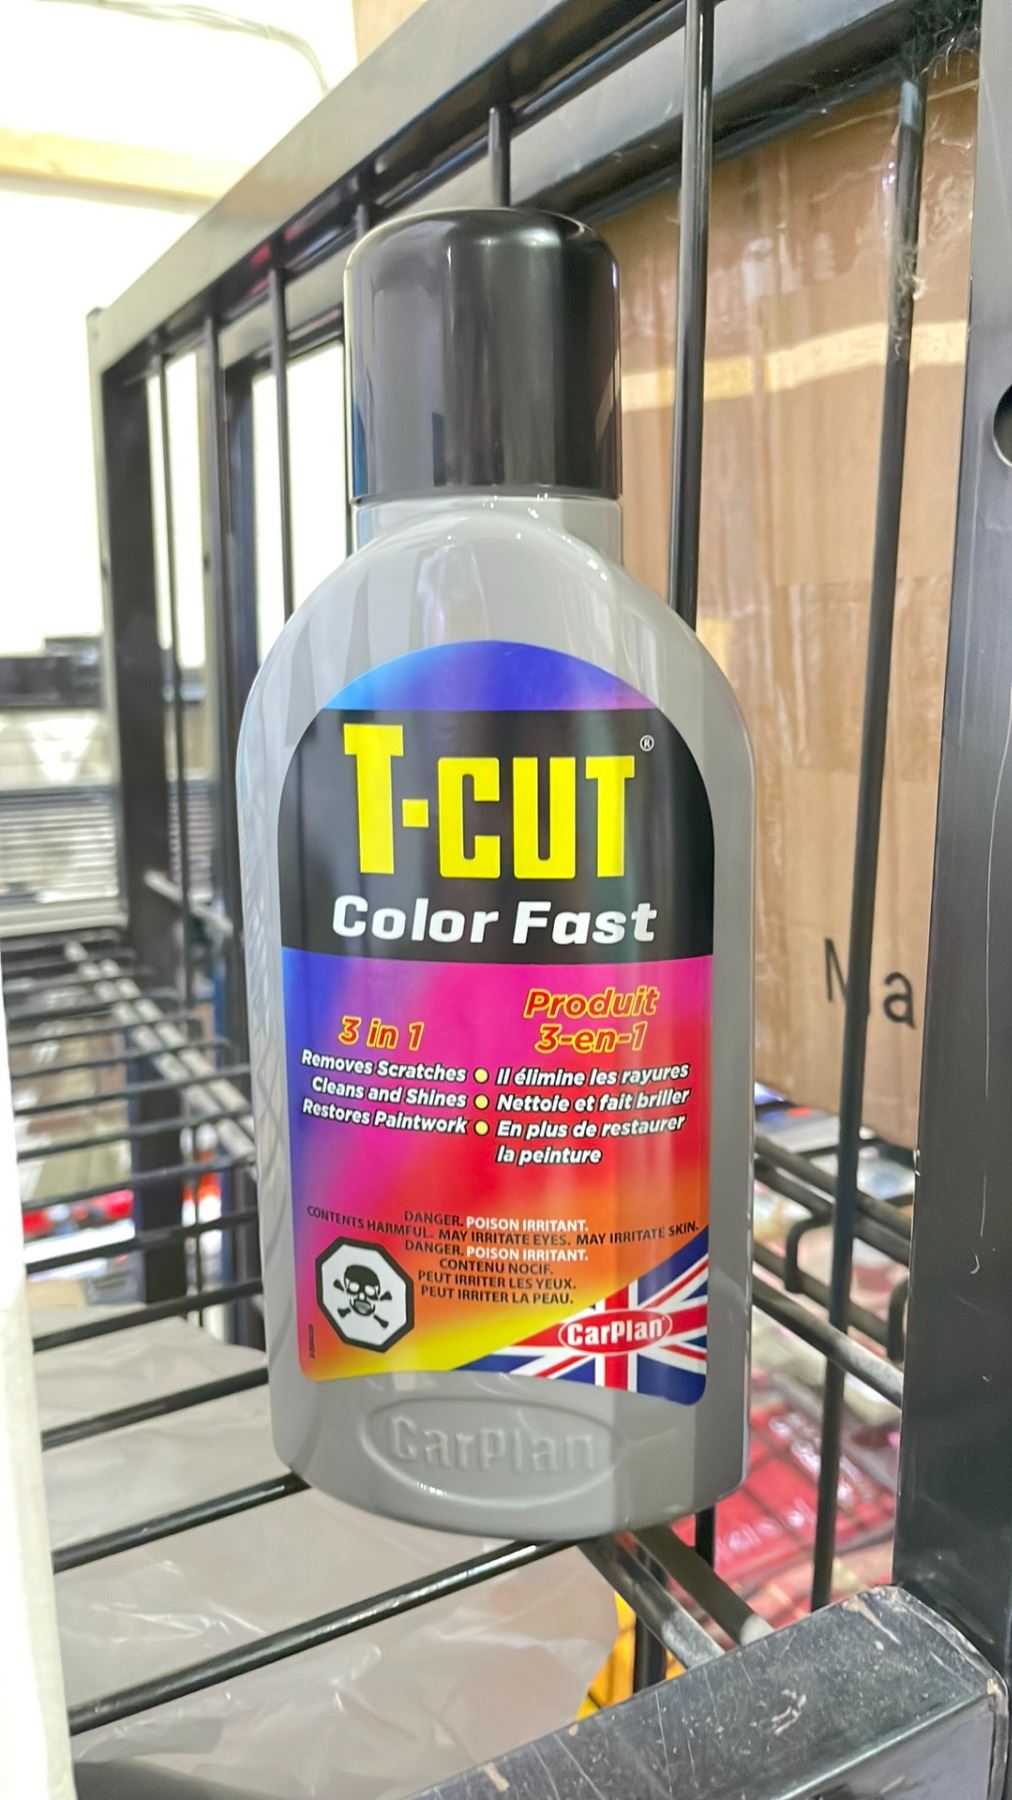 T-CUT®
Color Fast
3 in 1
Removes Scratches
Cleans and Shines
Restores Paintwork
Produit
3-en-1
Il élimine les rayures
Nettoie et fait briller
En plus de restaurer
la peinture
DANGER. POISON IRRITANT.
CONTENTS HARMFUL. MAY IRRITATE EYES. MAY IRRITATE SKIN.
DANGER. POISON IRRITANT.
CONTENU NOCIF.
PEUT IRRITER LES YEUX.
PEUT IRRITER LA PEAU.
CarPlan
CarPlan
Ma